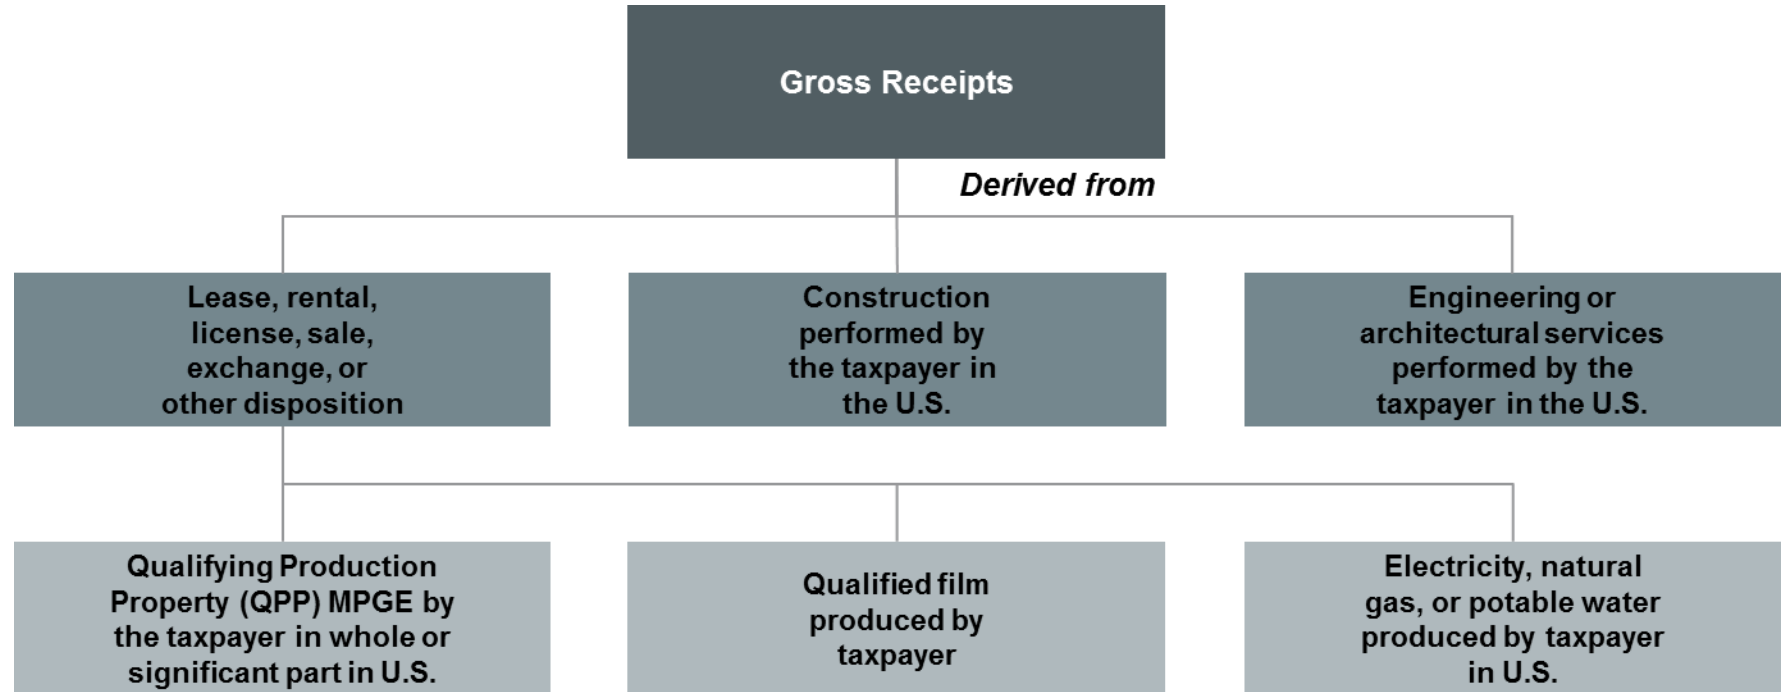 Gross Receipts
Derived from
Lease, rental,
license, sale,
exchange, or
other disposition
Construction
performed by
the taxpayer in
the U.S.
Engineering or
architectural services
performed by the
taxpayer in the U.S.
Qualifying Production
Property (QPP) MPGE by
the taxpayer in whole or
significant part in U.S.
Qualified film
produced by
taxpayer
Electricity, natural
gas, or potable water
produced by taxpayer
in U.S.